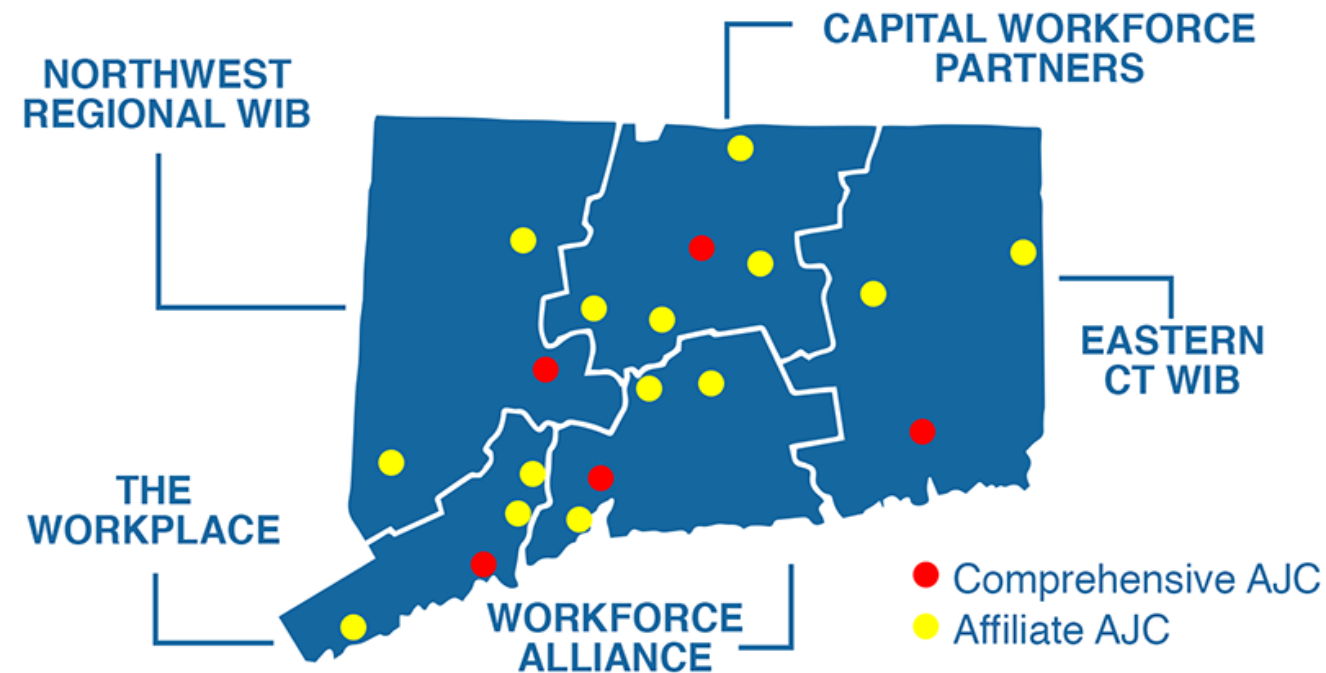 CAPITAL WORKFORCE
PARTNERS
NORTHWEST
REGIONAL WIB
EASTERN
CT WIB
THE
WORKPLACE
WORKFORCE
ALLIANCE
Comprehensive AJC
Affiliate AJC